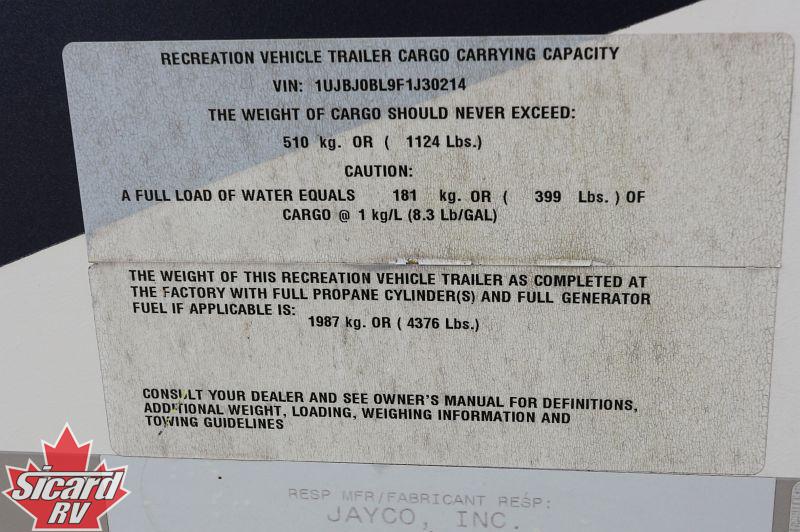 RECREATION VEHICLE TRAILER CARGO CARRYING CAPACITY
VIN: 1UJBJ0BL9F1J30214
THE WEIGHT OF CARGO SHOULD NEVER EXCEED:
510 kg. OR ( 1124 Lbs.)
CAUTION:
A FULL LOAD OF WATER EQUALS 181 kg. OR ( 399 Lbs. ) OF
CARGO @ 1 kg/L (8.3 Lb/GAL)
THE WEIGHT OF THIS RECREATION VEHICLE TRAILER AS COMPLETED AT
THE FACTORY WITH FULL PROPANE CYLINDER(S) AND FULL GENERATOR
FUEL IF APPLICABLE IS:
1987 kg. OR ( 4376 Lbs.)
CONSULT YOUR DEALER AND SEE OWNER'S MANUAL FOR DEFINITIONS,
ADDITIONAL WEIGHT, LOADING, WEIGHING INFORMATION AND
TOWING GUIDELINES
RESP MFR/FABRICANT RESP:
JAYCO, INC.
Sicard
RV